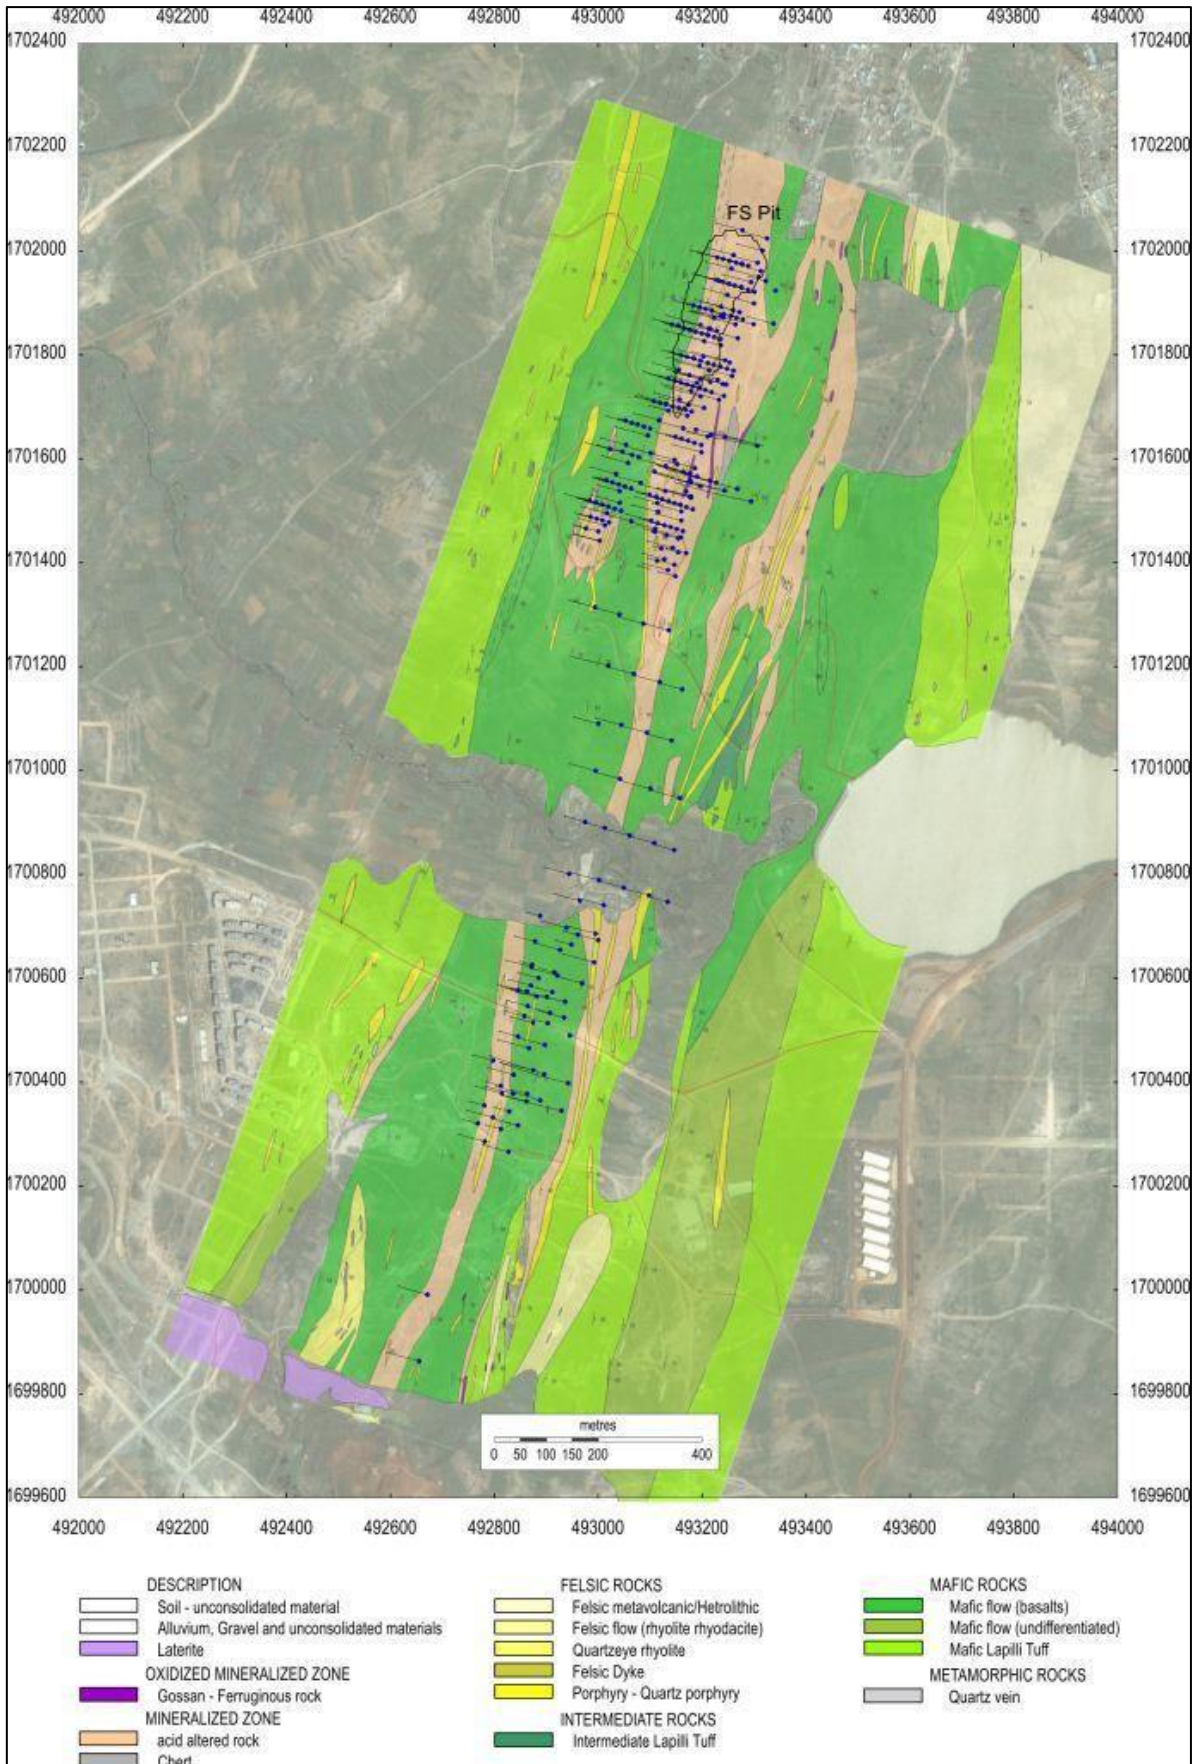 492000 492200 492400 492600 492800 493000 493200 493400 493600 493800 494000
1702400 1702400
1702200 1702200
FS Pit
1702000 1702000
1701800 1701800
1701600 1701600
1701400 1701400
1701200 1701200
1701000 1701000
1700800 1700800
1700600 1700600
1700400 1700400
1700200 1700200
1700000 1700000
1699800 1699800
metres
0 50 100 150 200 400
1699600 1699600
492000 492200 492400 492600 492800 493000 493200 493400 493600 493800 494000
DESCRIPTION
Soil - unconsolidated material
Alluvium, Gravel and unconsolidated materials
Laterite
OXIDIZED MINERALIZED ZONE
Gossan - Ferruginous rock
MINERALIZED ZONE
acid altered rock
Chert
FELSIC ROCKS
Felsic metavolcanic/Hetrolithic
Felsic flow (rhyolite rhyodacite)
Quartzeye rhyolite
Felsic Dyke
Porphyry - Quartz porphyry
INTERMEDIATE ROCKS
Intermediate Lapilli Tuff
MAFIC ROCKS
Mafic flow (basalts)
Mafic flow (undifferentiated)
Mafic Lapilli Tuff
METAMORPHIC ROCKS
Quartz vein